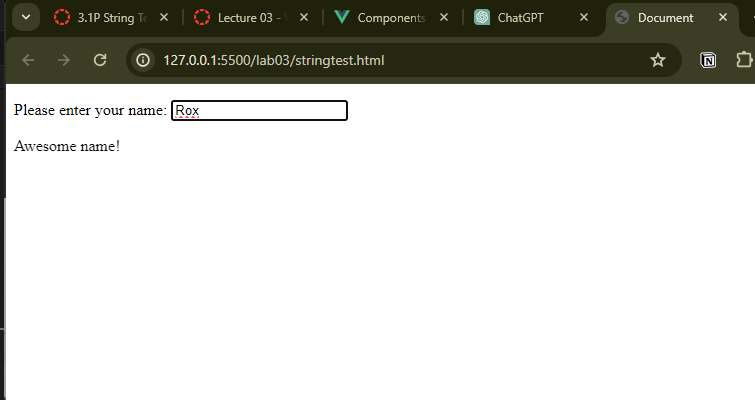 3.1P String Te
Lecture 03 -
Components
ChatGPT
Document
127.0.0.1:5500/lab03/stringtest.html
Please enter your name: Rox
Awesome name!